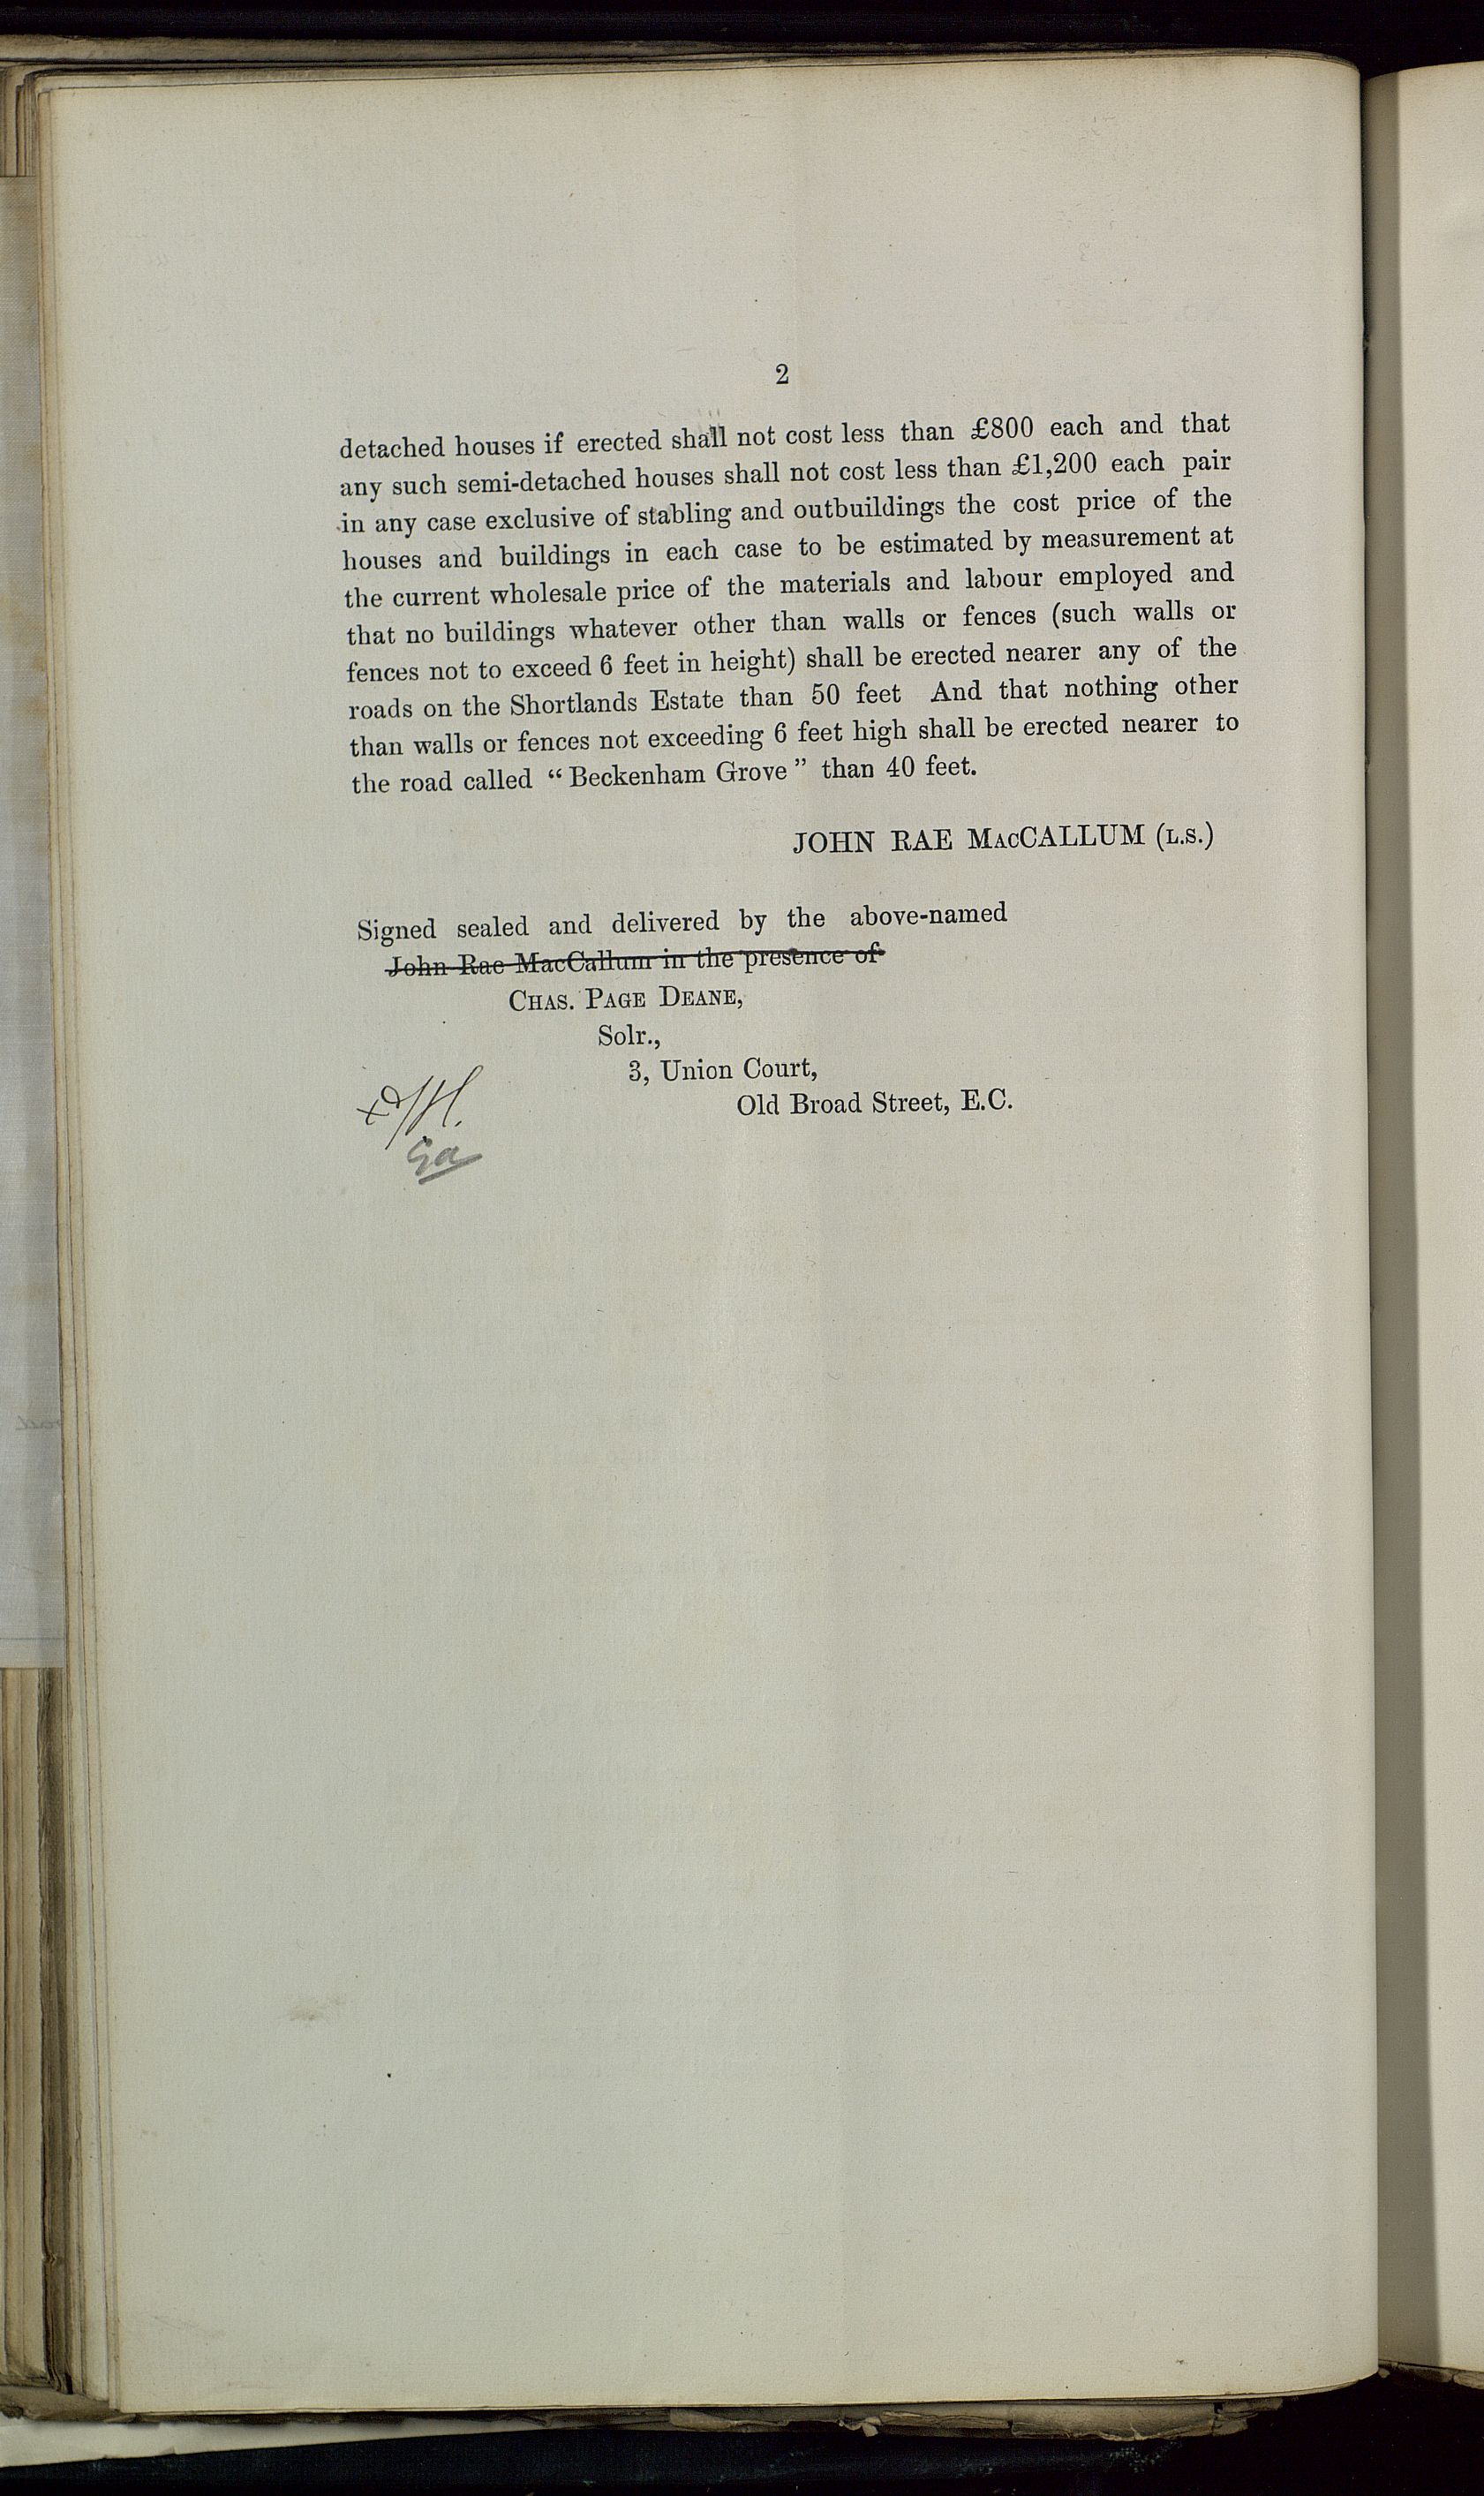 2
detached houses if erected shall not cost less than £800 each and that
any such semi-detached houses shall not cost less than £1,200 each pair
in any case exclusive of stabling and outbuildings the cost price of the
houses and buildings in each case to be estimated by measurement at
the current wholesale price of the materials and labour employed and
that no buildings whatever other than walls or fences (such walls or
fences not to exceed 6 feet in height) shall be erected nearer any of the
roads on the Shortlands Estate than 50 feet And that nothing other
than walls or fences not exceeding 6 feet high shall be erected nearer to
the road called “Beckenham Grove” than 40 feet.
JOHN RAE MACCALLUM (L.S.)
Signed sealed and delivered by the above-named
John Rae MacCallum in the presence of
CHAS. PAGE DEANE,
Solr.,
3, Union Court,
Old Broad Street, E.C.